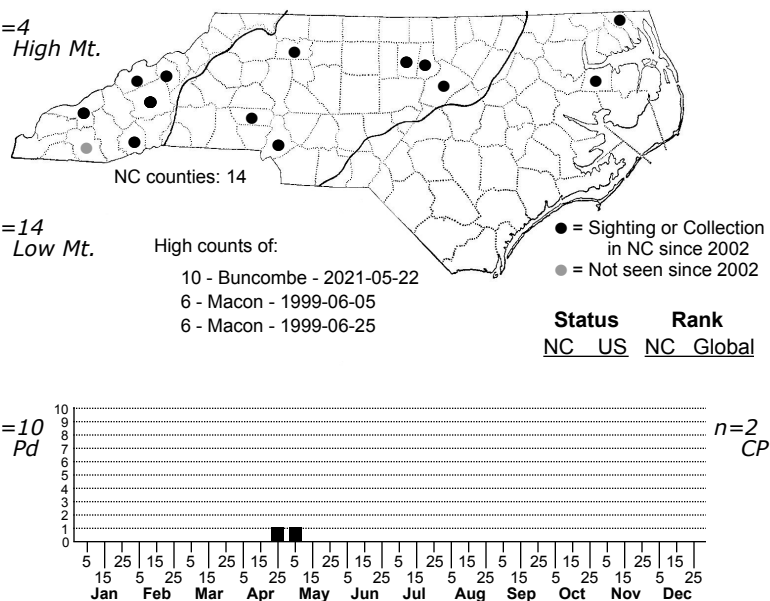 =4
High Mt.
NC counties: 14
=14
Low Mt.
High counts of:
10 - Buncombe - 2021-05-22
6 - Macon - 1999-06-05
6 - Macon - 1999-06-25
= Sighting or Collection
in NC since 2002
= Not seen since 2002
Status Rank
NC US NC Global
=10
Pd
n=2
CP
10
9
8
7
6
5
4
3
2
1
0
5 25 15 5 25 15 5 25 15 5 25 15 5 25 15 5 25 15
15 5 25 15 5 25 15 5 25 15 5 25 15 5 25 15 5 25
Jan Feb Mar Apr May Jun Jul Aug Sep Oct Nov Dec